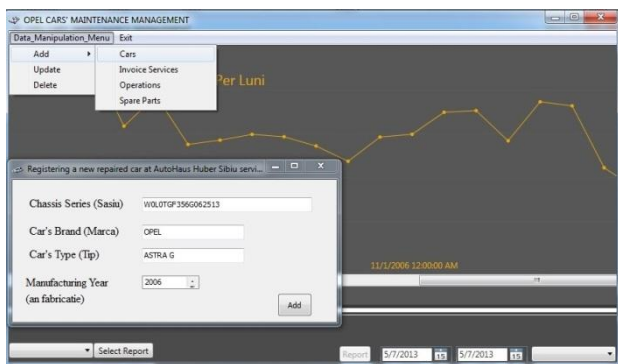 OPEL CARS' MAINTENANCE MANAGEMENT
Data_Manipulation_Menu Exit
Add
Update
Delete
Cars
Invoice Services
Operations
Spare Parts
Per Luni
Registering a new repaired car at AutoHaus Huber Sibiu servi...
Chassis Series (Sasiu) W0L0TGF356G062513
Car's Brand (Marca) OPEL
Car's Type (Tip) ASTRA G
Manufacturing Year 2006
(an fabricatie)
Add
11/1/2006 12:00:00 AM
Select Report
Report 5/7/2013 15 5/7/2013 15